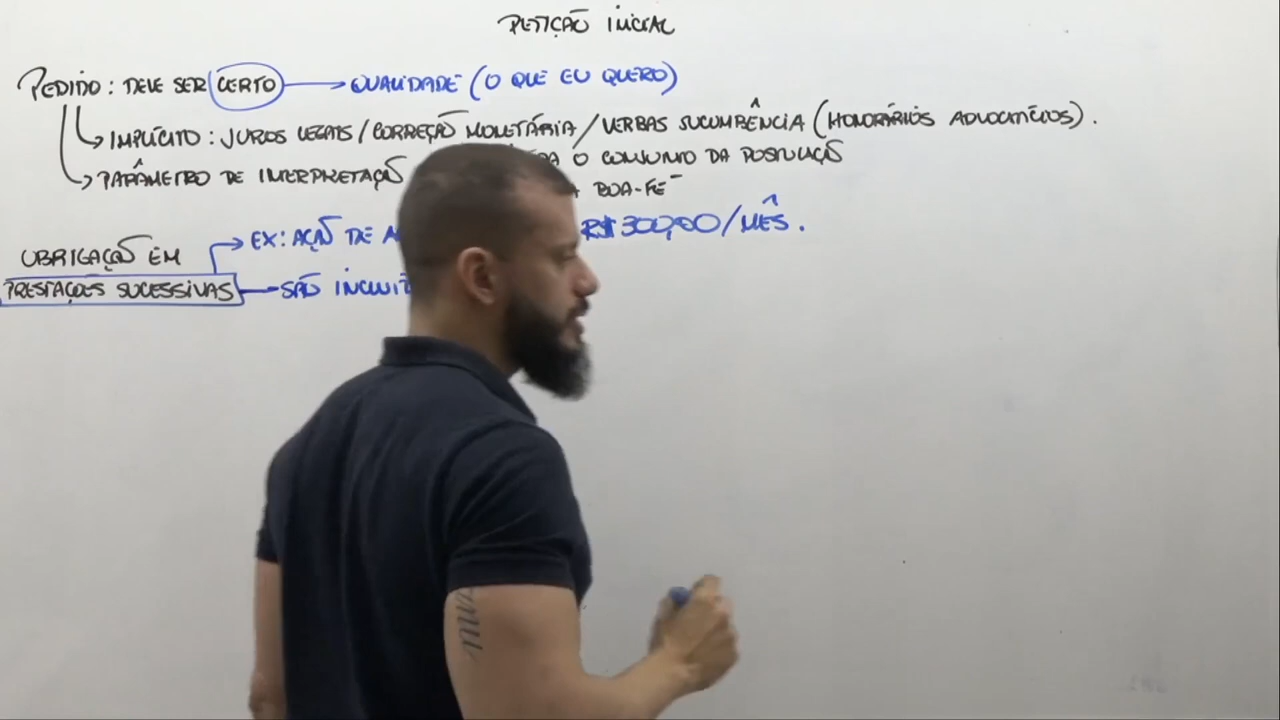 PETIÇÃO INICIAL
PEDIDO: DEVE SER CERTO → QUALIDADE (O QUE EU QUERO)
IMPLÍCITO: JUROS LEGAIS/CORREÇÃO MONETÁRIA/VERBAS SUCUMBÊNCIA (HONORÁRIOS ADVOCATÍCIOS).
PARÂMETRO DE INTERPRETAÇÃO O CONJUNTO DA POSTULAÇÃO
BOA-FÉ
EX: AÇÃO DE R$300,00/MÊS.
OBRIGAÇÃO EM
PRESTAÇÕES SUCESSIVAS SÃO